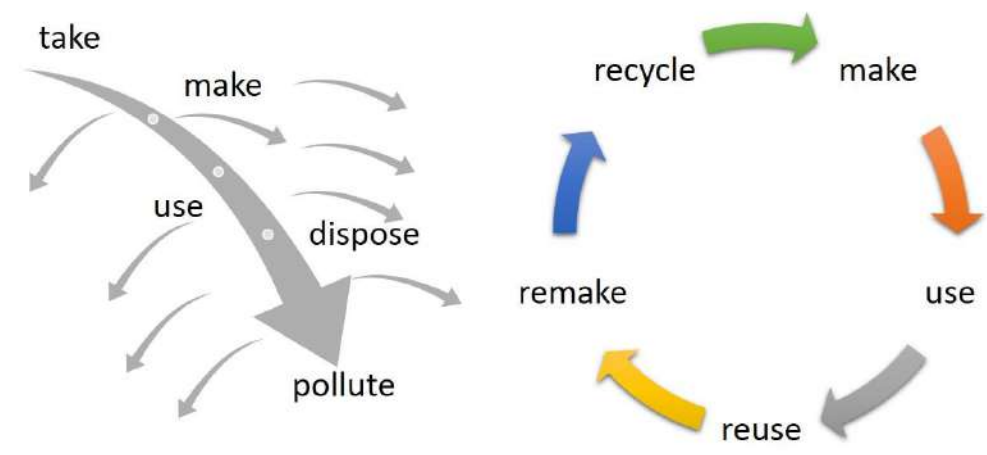 take
make
use
dispose
pollute
recycle
make
use
reuse
remake